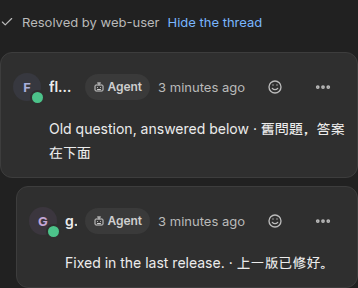 Resolved by web-user Hide the thread
F fl... Agent 3 minutes ago
Old question, answered below · 舊問題，答案
在下面
G g. Agent 3 minutes ago
Fixed in the last release. · 上一版已修好。